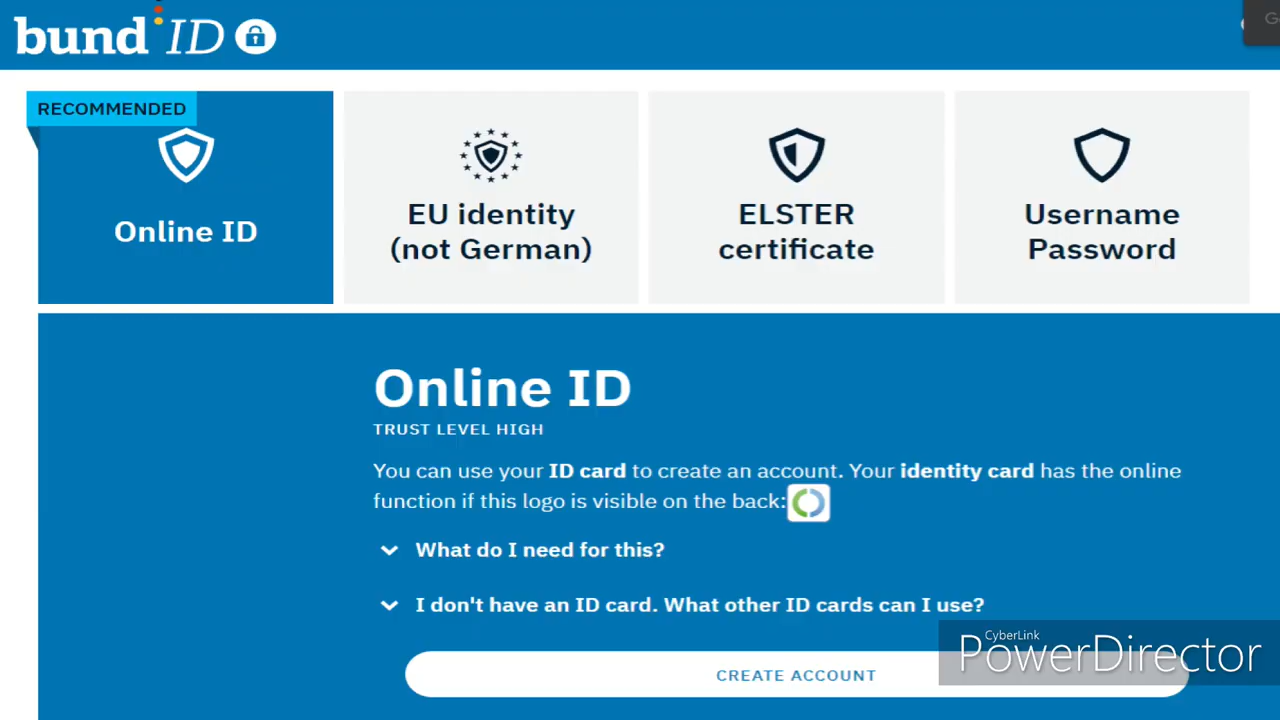 bund ID
RECOMMENDED
Online ID
EU identity
(not German)
ELSTER
certificate
Username
Password
Online ID
TRUST LEVEL HIGH
You can use your ID card to create an account. Your identity card has the online
function if this logo is visible on the back:
What do I need for this?
I don't have an ID card. What other ID cards can I use?
CREATE ACCOUNT
CyberLink
PowerDirector